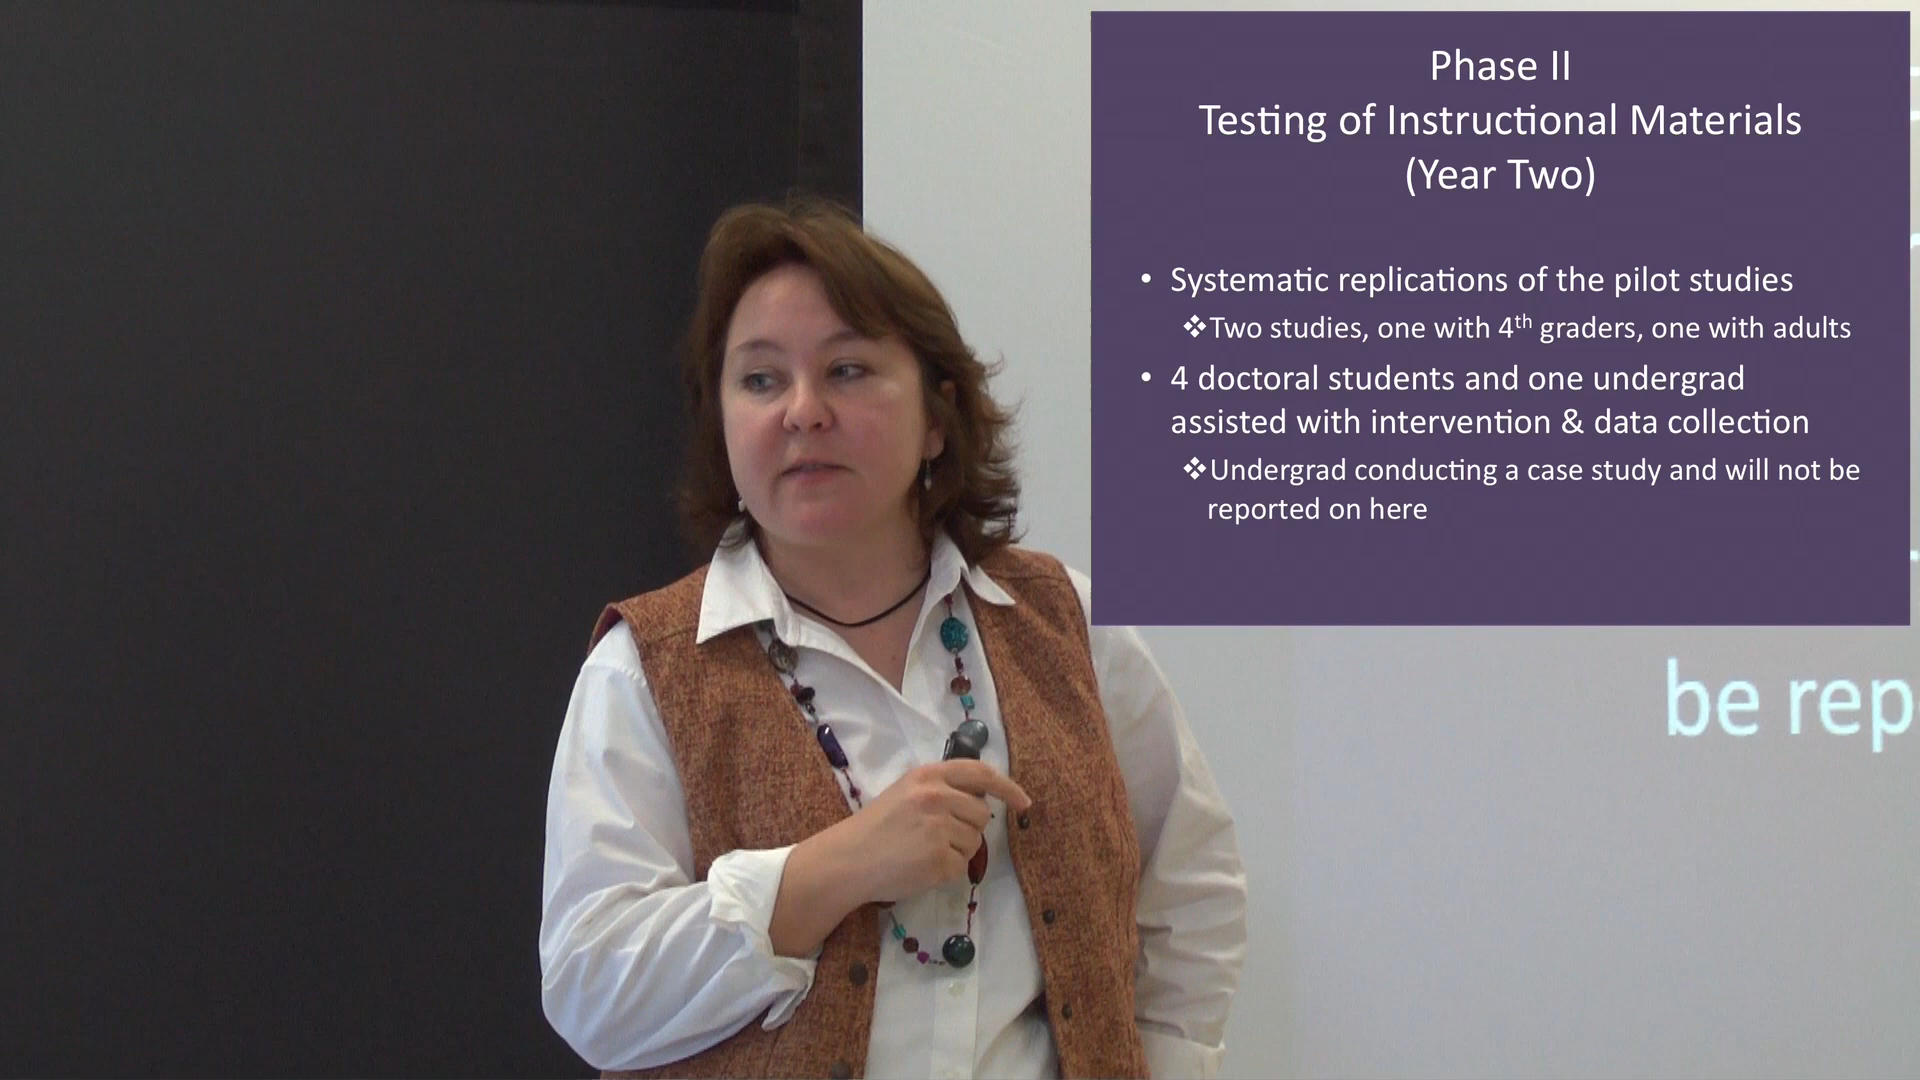 Phase II
Testing of Instructional Materials
(Year Two)
• Systematic replications of the pilot studies
❖Two studies, one with 4th graders, one with adults
• 4 doctoral students and one undergrad
assisted with intervention & data collection
❖Undergrad conducting a case study and will not be
reported on here
be rep